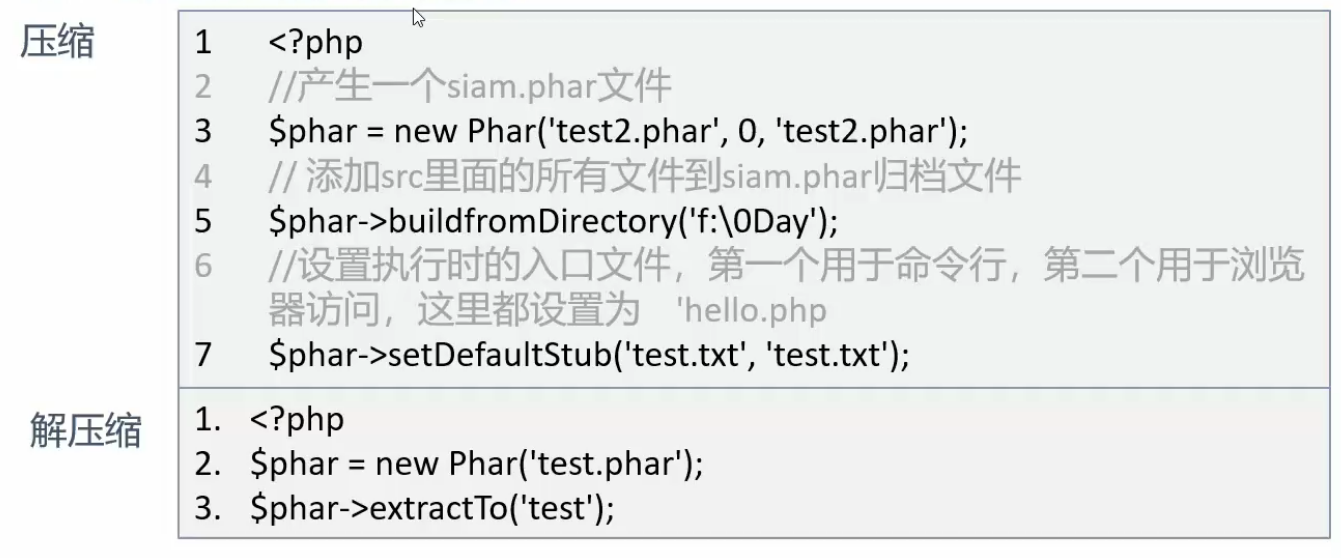 压缩
1 <?php
2 //产生一个siam.phar文件
3 $phar = new Phar('test2.phar', 0, 'test2.phar');
4 // 添加src里面的所有文件到siam.phar归档文件
5 $phar->buildfromDirectory('f:\0Day');
6 //设置执行时的入口文件，第一个用于命令行，第二个用于浏览
器访问，这里都设置为 'hello.php
7 $phar->setDefaultStub('test.txt', 'test.txt');
解压缩
1. <?php
2. $phar = new Phar('test.phar');
3. $phar->extractTo('test');